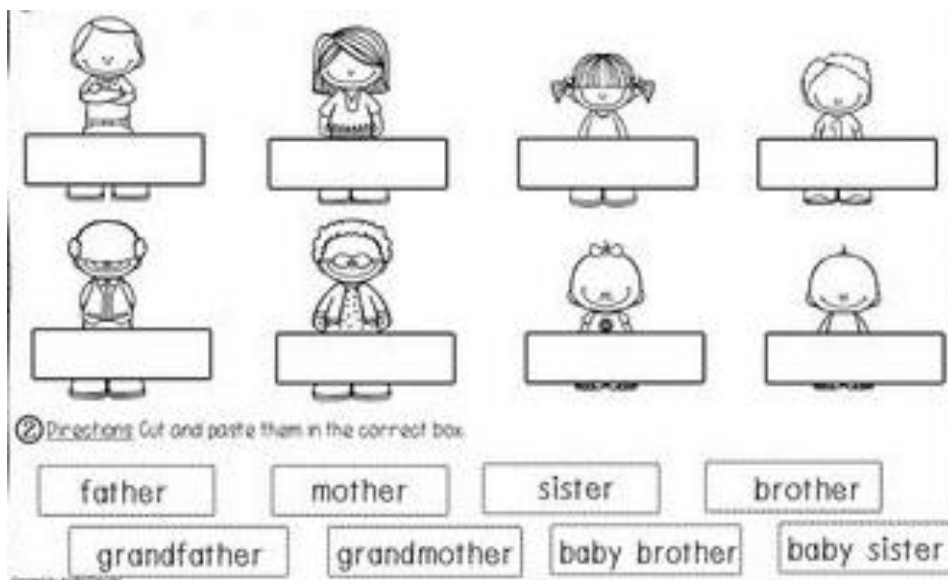 ② Directions Cut and paste them in the correct box.
father mother sister brother
grandfather grandmother baby brother baby sister